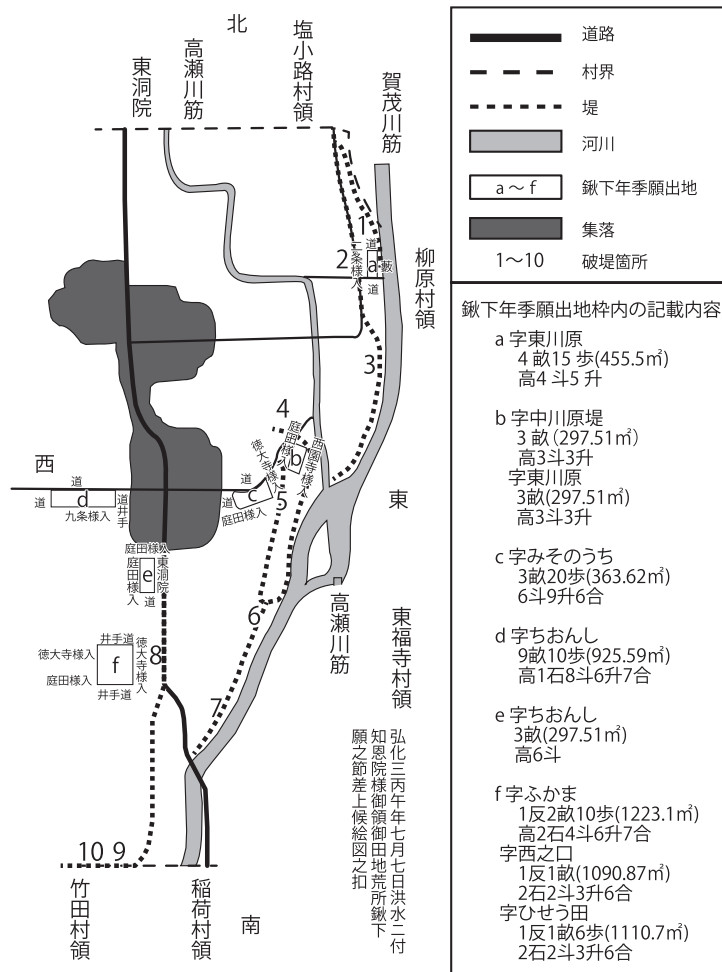 北
塩小路村領
高瀬川筋
東洞院
賀茂川筋
1
2
道
二条様入
a
藪
道
柳原村領
3
4
庭田様入
西園寺様入
b
徳大寺様入
西
道
道
d
道
井手
九条様入
道
c
庭田様入
5
東
庭田様入
庭田様入
e
東洞院
道
6
高瀬川筋
東福寺村領
井手道
徳大寺様入
f
徳大寺様入
8
庭田様入
井手道
7
弘化三丙午年七月七日洪水ニ付
知恩院様御領御田地荒所鍬下
願之節差上候絵図之扣
10 9
竹田村領
稲荷村領
南
道路
村界
堤
河川
a～f
鍬下年季願出地
集落
1～10
破堤箇所
鍬下年季願出地枠内の記載内容
a 字東川原
4 畝15 歩(455.5㎡)
高4 斗5 升
b 字中川原堤
3 畝(297.51㎡)
高3斗3升
字東川原
3畝(297.51㎡)
高3斗3升
c 字みそのうち
3畝20歩(363.62㎡)
6斗9升6合
d 字ちおんし
9畝10歩(925.59㎡)
高1石8斗6升7合
e 字ちおんし
3畝(297.51㎡)
高6斗
f 字ふかま
1反2畝10歩(1223.1㎡)
高2石4斗6升7合
字西之口
1反1畝(1090.87㎡)
2石2斗3升6合
字ひせう田
1反1畝6歩(1110.7㎡)
2石2斗3升6合